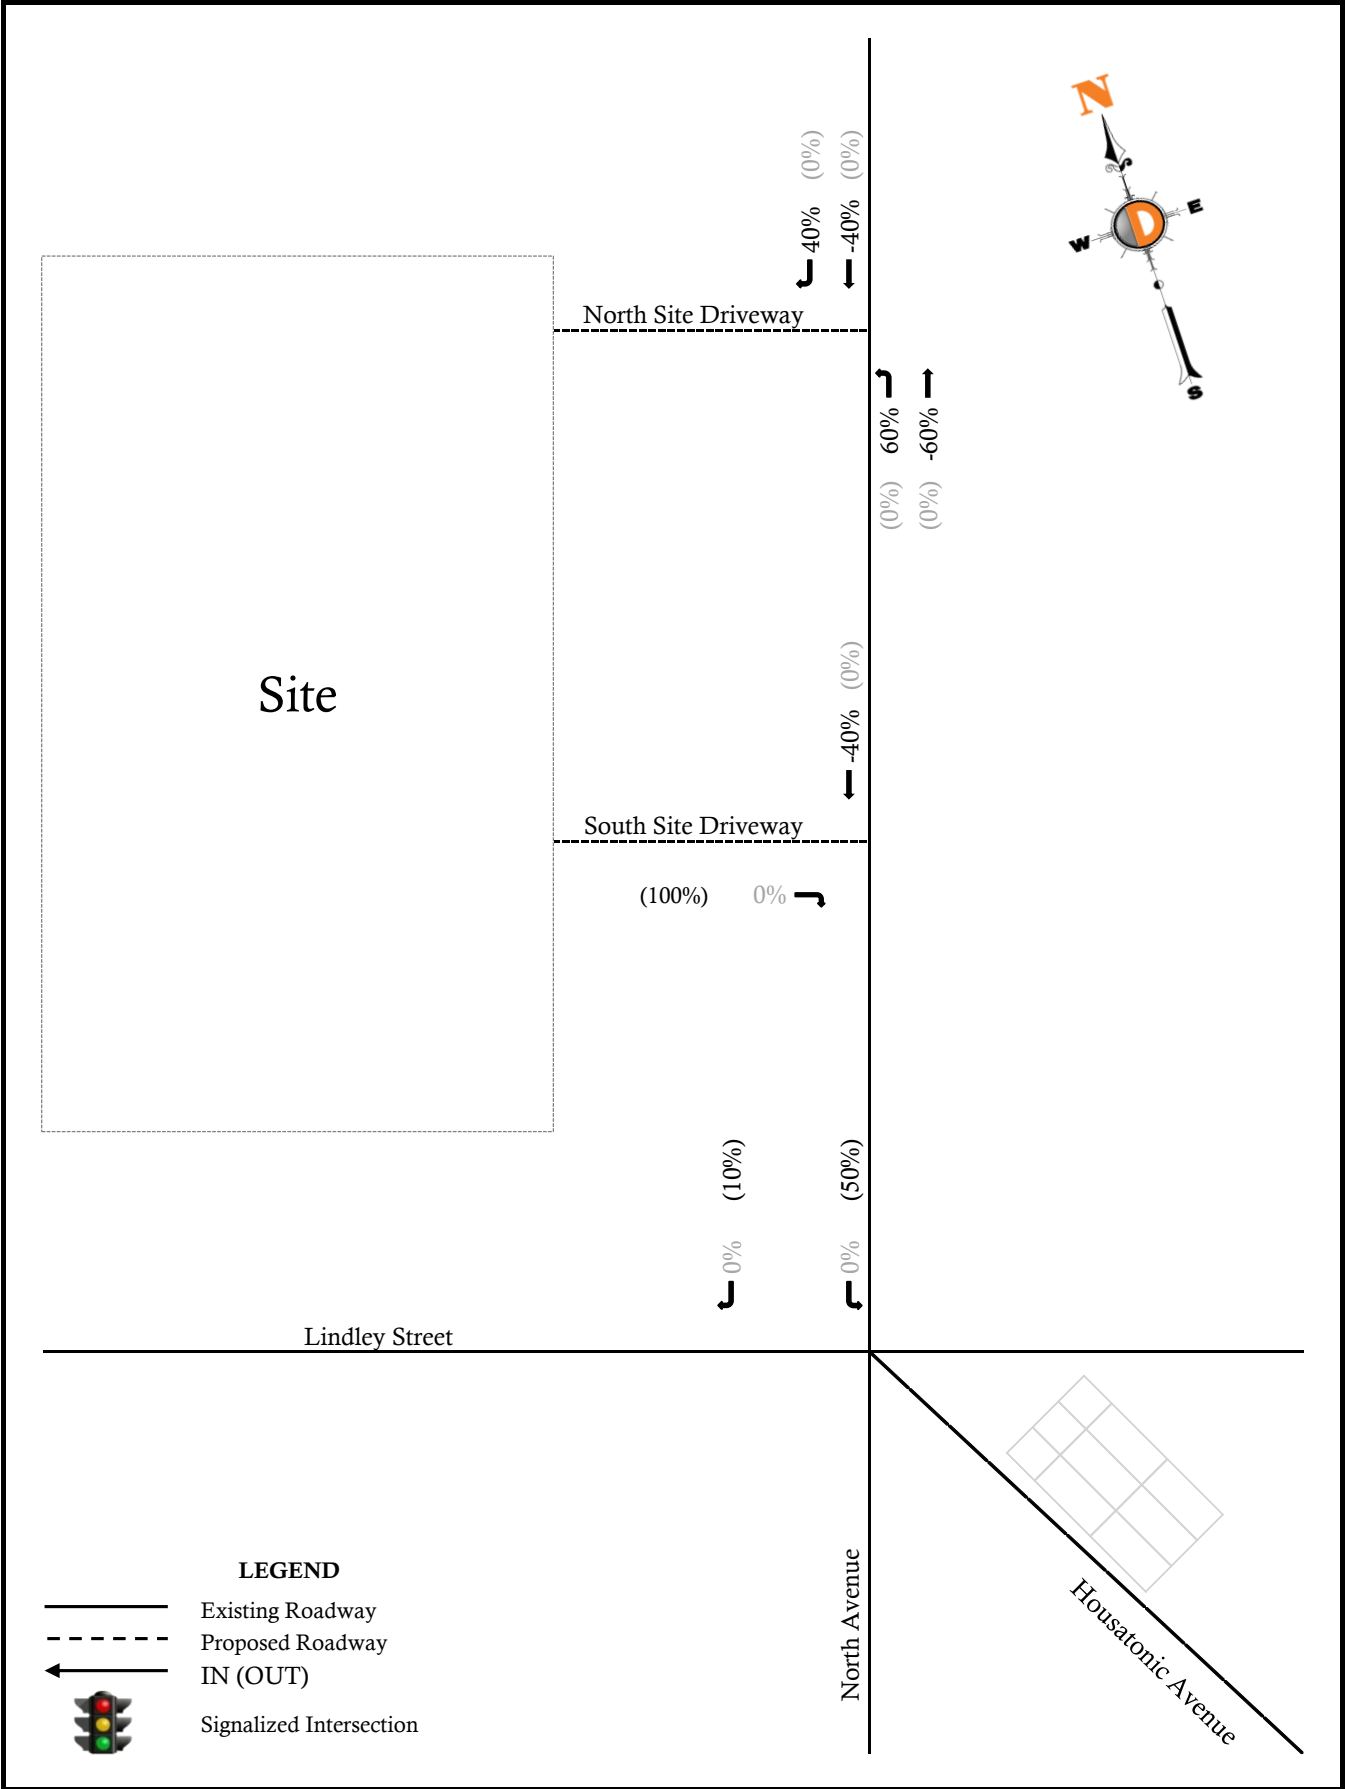 N
(0%)
(0%)
40%
-40%
W
D
E
S
North Site Driveway
60%
-60%
(0%)
(0%)
(0%)
-40%
Site
South Site Driveway
(100%) 0%
(10%)
(50%)
0%
0%
Lindley Street
North Avenue
Housatonic Avenue
LEGEND
Existing Roadway
Proposed Roadway
IN (OUT)
Signalized Intersection